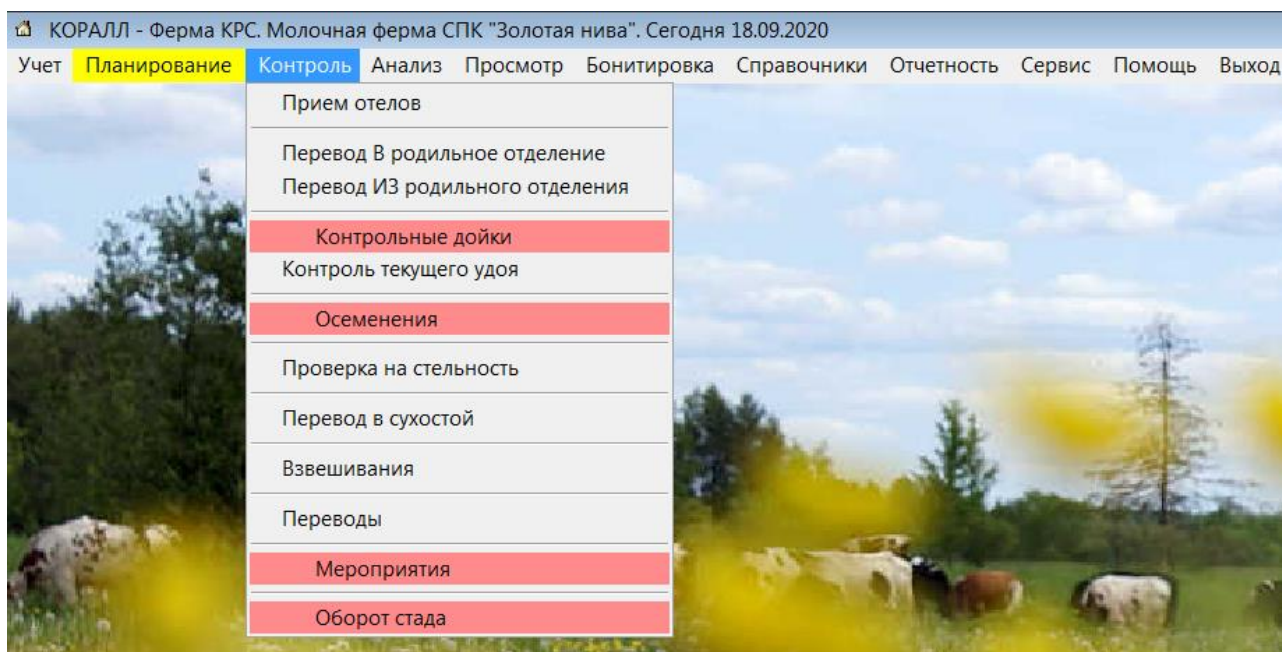 КОРАЛЛ - Ферма КРС. Молочная ферма СПК "Золотая нива". Сегодня 18.09.2020
Учет Планирование Контроль Анализ Просмотр Бонитировка Справочники Отчетность Сервис Помощь Выход
Прием отелов
Перевод В родильное отделение
Перевод ИЗ родильного отделения
Контрольные дойки
Контроль текущего удоя
Осеменения
Проверка на стельность
Перевод в сухостой
Взвешивания
Переводы
Мероприятия
Оборот стада